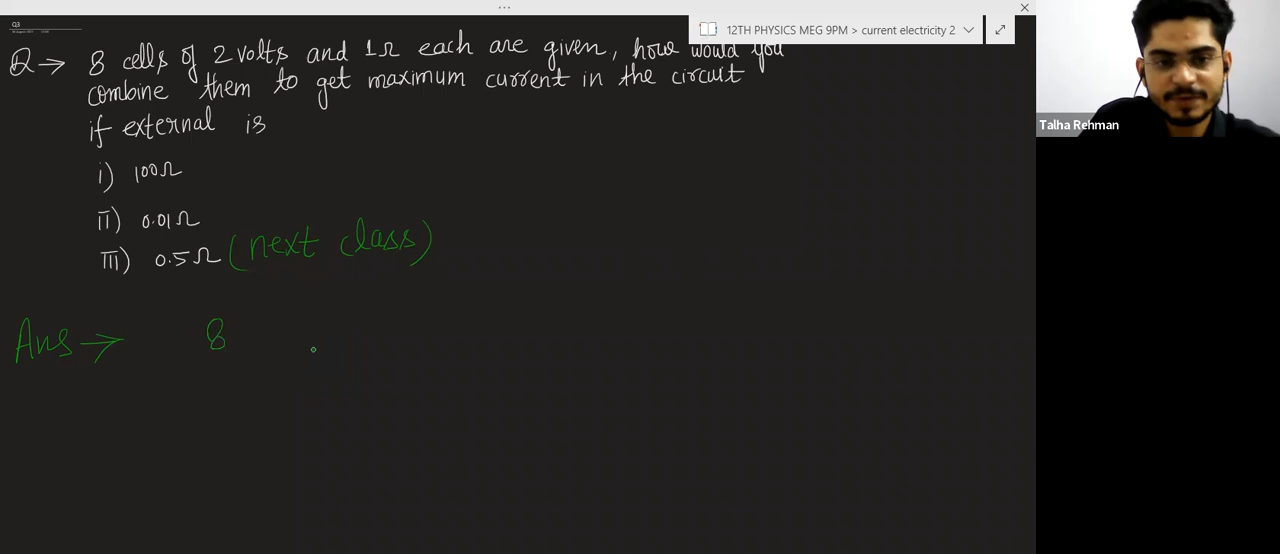 Q3
12TH PHYSICS MEG 9PM > current electricity 2
Q → 8 cells of 2 volts and 1Ω each are given, how would you
combine them to get maximum current in the circuit
if external is
i) 100Ω
II) 0.01Ω
III) 0.5Ω (next class)
Ans → 8
Talha Rehman